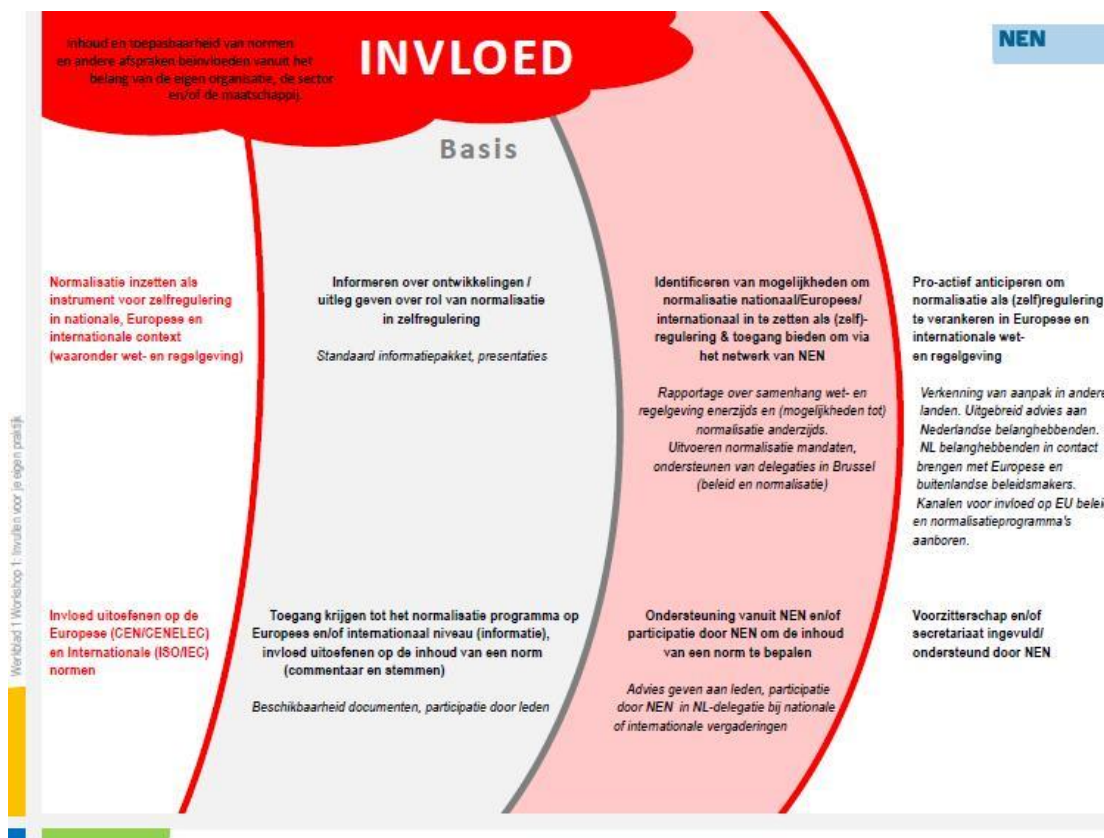 Inhoud en toepasbaarheid van normen
en andere afspraken beïnvloeden vanuit het
belang van de eigen organisatie, de sector
en/of de maatschappij.
INVLOED
NEN
Basis
Normalisatie inzetten als
instrument voor zelfregulering
in nationale, Europese en
internationale context
(waaronder wet- en regelgeving)
Informeren over ontwikkelingen /
uitleg geven over rol van normalisatie
in zelfregulering
Standaard informatiepakket, presentaties
Identificeren van mogelijkheden om
normalisatie nationaal/Europees/
internationaal in te zetten als (zelf)-
regulering & toegang bieden om via
het netwerk van NEN
Rapportage over samenhang wet- en
regelgeving enerzijds en (mogelijkheden tot)
normalisatie anderzijds.
Uitvoeren normalisatie mandaten,
ondersteunen van delegaties in Brussel
(beleid en normalisatie)
Pro-actief anticiperen om
normalisatie als (zelf)regulering
te verankeren in Europese en
internationale wet-
en regelgeving
Verkenning van aanpak in andere
landen. Uitgebreid advies aan
Nederlandse belanghebbenden.
NL belanghebbenden in contact
brengen met Europese en
buitenlandse beleidsmakers.
Kanalen voor invloed op EU beleid
en normalisatieprogramma's
aanboren.
Invloed uitoefenen op de
Europese (CEN/CENELEC)
en Internationale (ISO/IEC)
normen
Toegang krijgen tot het normalisatie programma op
Europees en/of internationaal niveau (informatie),
invloed uitoefenen op de inhoud van een norm
(commentaar en stemmen)
Beschikbaarheid documenten, participatie door leden
Ondersteuning vanuit NEN en/of
participatie door NEN om de inhoud
van een norm te bepalen
Advies geven aan leden, participatie
door NEN in NL-delegatie bij nationale
of internationale vergaderingen
Voorzitterschap en/of
secretariaat ingevuld/
ondersteund door NEN
Werkblad 1 Workshop 1: Invullen voor je eigen praktijk